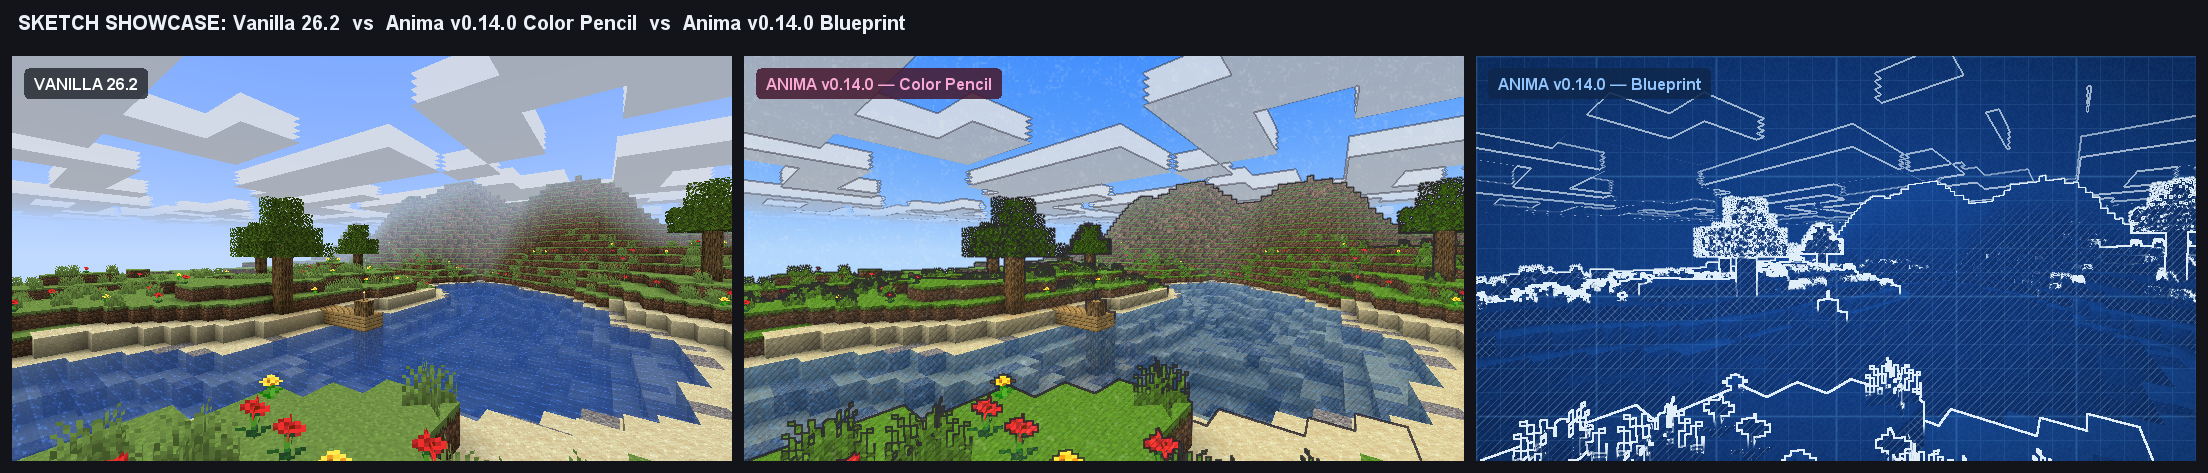 SKETCH SHOWCASE: Vanilla 26.2 vs Anima v0.14.0 Color Pencil vs Anima v0.14.0 Blueprint
VANILLA 26.2
ANIMA v0.14.0 — Color Pencil
ANIMA v0.14.0 — Blueprint